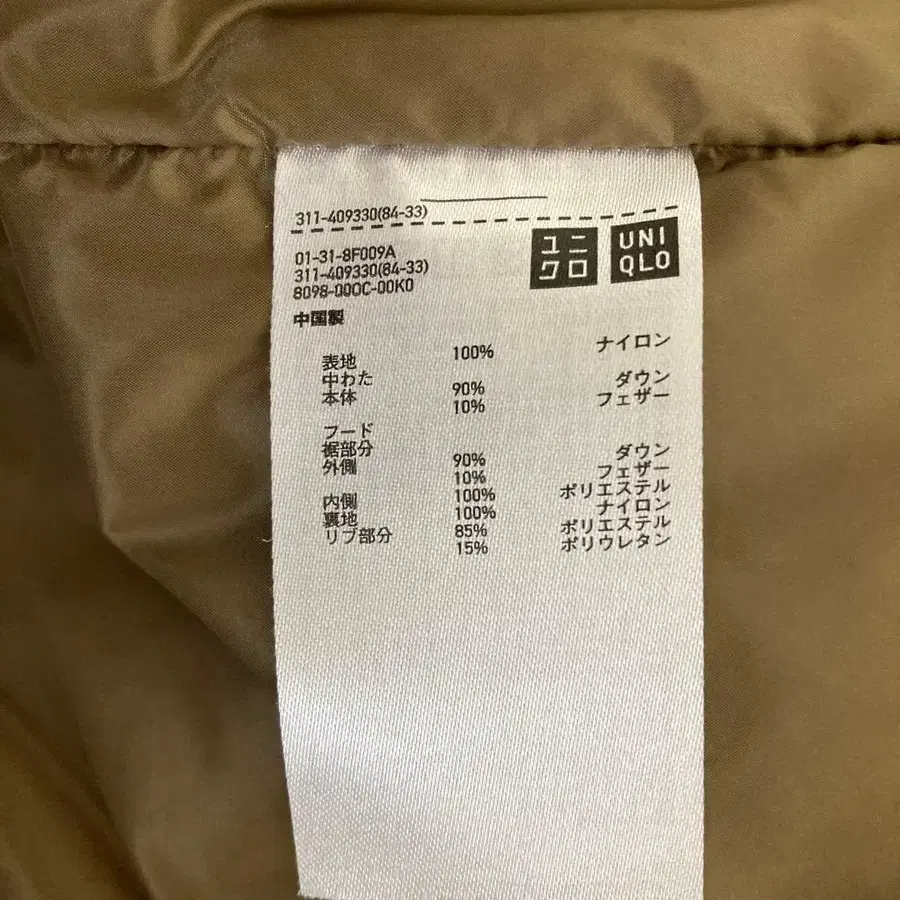 311-409330(84-33)
01-31-8F009A
311-409330(84-33)
8098-000C-00K0
ユニ
クロ
UNI
QLO
中国製
表地 100% ナイロン
中わた
本体 90% ダウン
10% フェザー
フード
裾部分
外側 90% ダウン
10% フェザー
内側 100% ポリエステル
裏地 100% ナイロン
リブ部分 85% ポリエステル
15% ポリウレタン